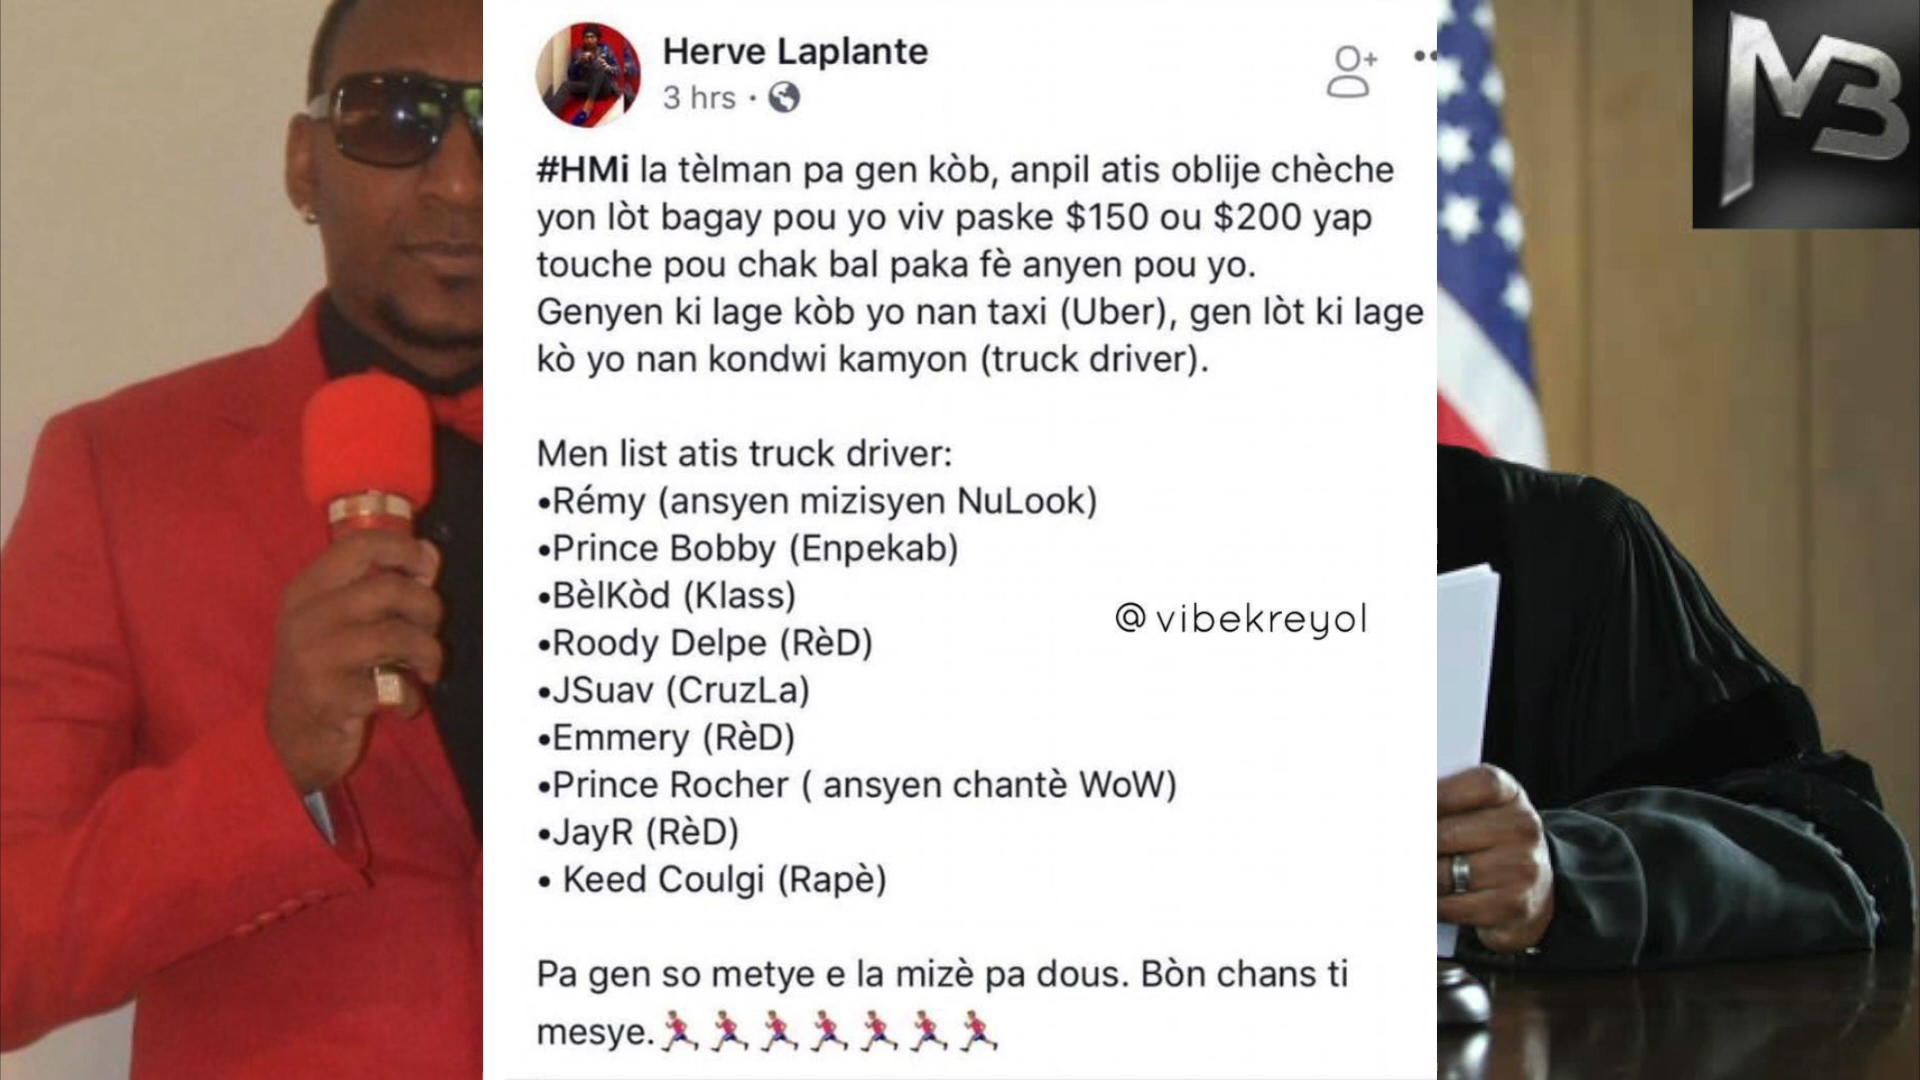 Herve Laplante
3 hrs ·
#HMi la tèlman pa gen kòb, anpil atis oblije chèche
yon lòt bagay pou yo viv paske $150 ou $200 yap
touche pou chak bal paka fè anyen pou yo.
Genyen ki lage kòb yo nan taxi (Uber), gen lòt ki lage
kò yo nan kondwi kamyon (truck driver).
Men list atis truck driver:
•Rémy (ansyen mizisyen NuLook)
•Prince Bobby (Enpekab)
•BèlKòd (Klass)
•Roody Delpe (RèD)
•JSuav (CruzLa)
•Emmery (RèD)
•Prince Rocher ( ansyen chantè WoW)
•JayR (RèD)
• Keed Coulgi (Rapè)
Pa gen so metye e la mizè pa dous. Bòn chans ti
mesye.🏃🏃🏃🏃🏃🏃🏃
@vibekreyol
MB